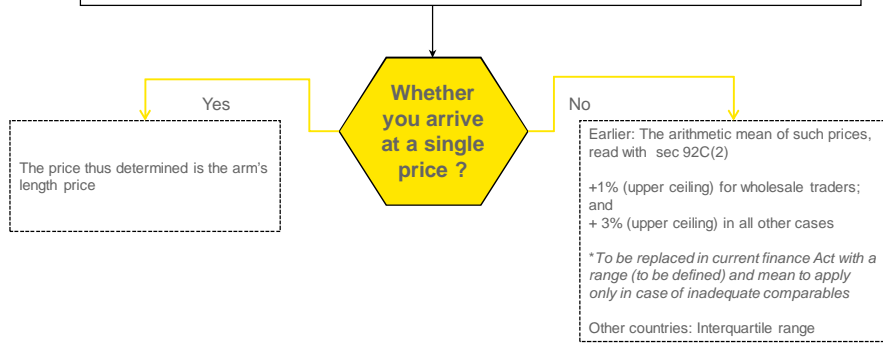 Whether
you arrive
at a single
price ?
Yes
No
The price thus determined is the arm's
length price
Earlier: The arithmetic mean of such prices,
read with sec 92C(2)
+1% (upper ceiling) for wholesale traders;
and
+ 3% (upper ceiling) in all other cases
*To be replaced in current finance Act with a
range (to be defined) and mean to apply
only in case of inadequate comparables
Other countries: Interquartile range